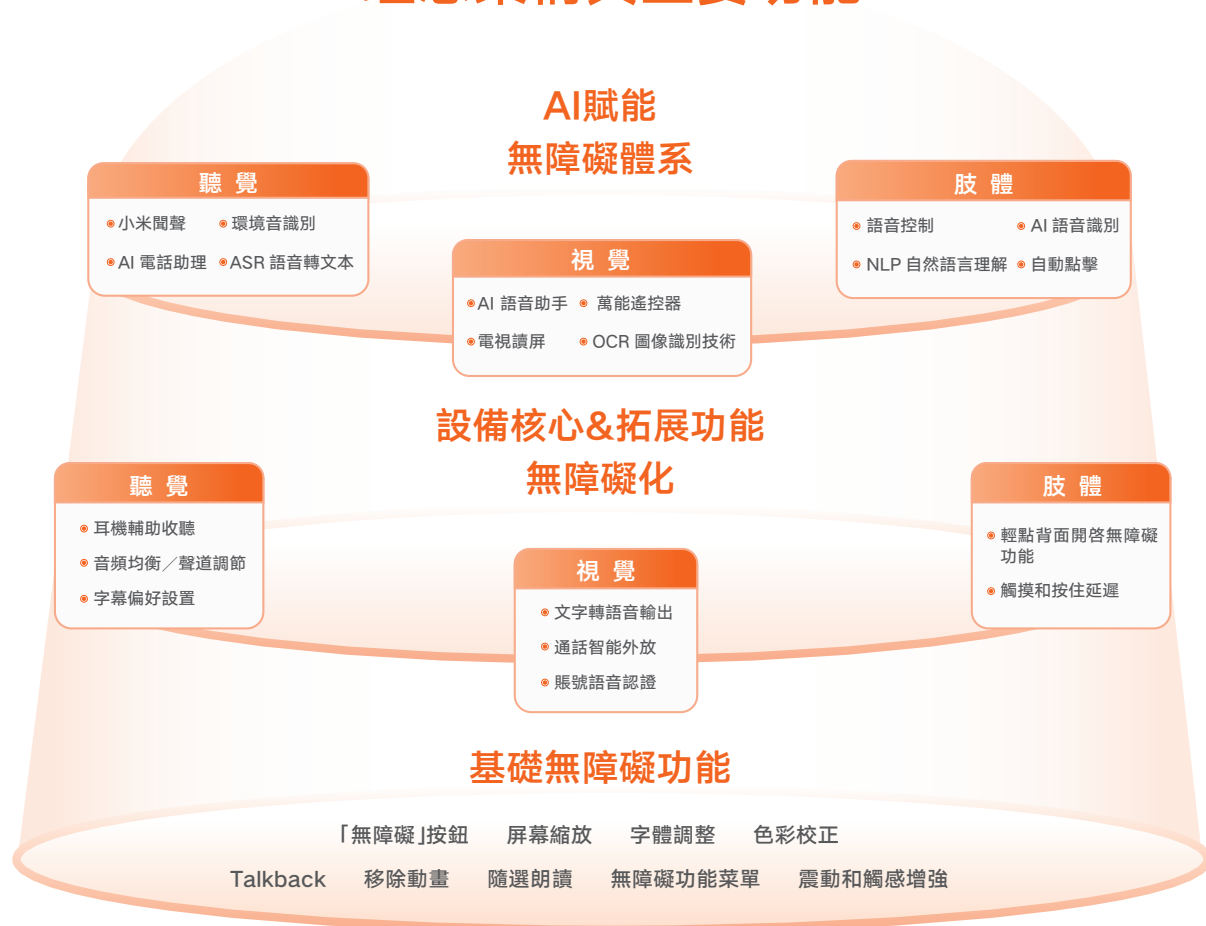 AI賦能
無障礙體系
聽覺
小米聞聲 環境音識別
AI 電話助理 ASR 語音轉文本
視覺
AI 語音助手 萬能遙控器
電視讀屏 OCR 圖像識別技術
肢體
語音控制 AI 語音識別
NLP 自然語言理解 自動點擊
設備核心&拓展功能
無障礙化
聽覺
耳機輔助收聽
音頻均衡／聲道調節
字幕偏好設置
視覺
文字轉語音輸出
通話智能外放
賬號語音認證
肢體
輕點背面開啓無障礙
功能
觸摸和按住延遲
基礎無障礙功能
「無障礙」按鈕 屏幕縮放 字體調整 色彩校正
Talkback 移除動畫 隨選朗讀 無障礙功能菜單 震動和觸感增強